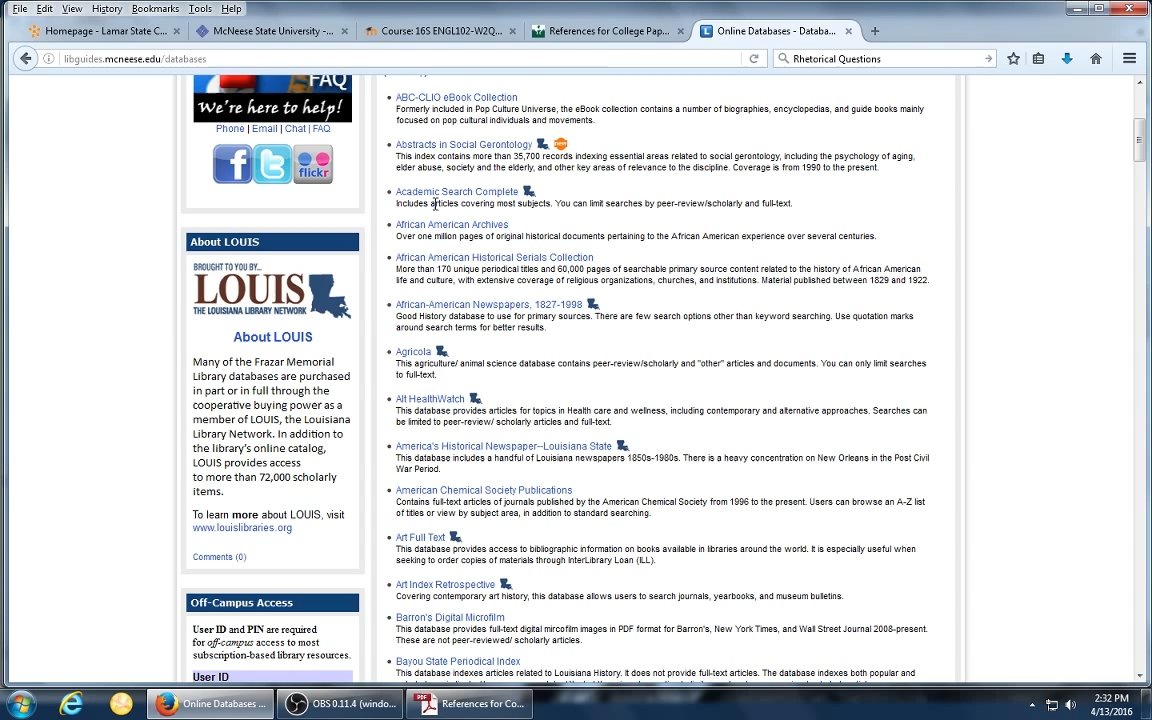 File Edit View History Bookmarks Tools Help
Homepage - Lamar State C... × McNeese State University -... × Course: 16S ENGL102-W2Q... × References for College Pap... × Online Databases - Databa... × +
libguides.mcneese.edu/databases Rhetorical Questions
FAQ
We're here to help!
Phone | Email | Chat | FAQ
flickr
About LOUIS
BROUGHT TO YOU BY...
LOUIS
THE LOUISIANA LIBRARY NETWORK
About LOUIS
Many of the Frazar Memorial
Library databases are purchased
in part or in full through the
cooperative buying power as a
member of LOUIS, the Louisiana
Library Network. In addition to
the library's online catalog,
LOUIS provides access
to more than 72,000 scholarly
items.
To learn more about LOUIS, visit
www.louislibraries.org
Comments (0)
Off-Campus Access
User ID and PIN are required
for off-campus access to most
subscription-based library resources.
User ID
ABC-CLIO eBook Collection
Formerly included in Pop Culture Universe, the eBook collection contains a number of biographies, encyclopedias, and guide books mainly
focused on pop cultural individuals and movements.
Abstracts in Social Gerontology new
This index contains more than 35,700 records indexing essential areas related to social gerontology, including the psychology of aging,
elder abuse, society and the elderly, and other key areas of relevance to the discipline. Coverage is from 1990 to the present.
Academic Search Complete
Includes articles covering most subjects. You can limit searches by peer-review/scholarly and full-text.
African American Archives
Over one million pages of original historical documents pertaining to the African American experience over several centuries.
African American Historical Serials Collection
More than 170 unique periodical titles and 60,000 pages of searchable primary source content related to the history of African American
life and culture, with extensive coverage of religious organizations, churches, and institutions. Material published between 1829 and 1922.
African-American Newspapers, 1827-1998
Good History database to use for primary sources. There are few search options other than keyword searching. Use quotation marks
around search terms for better results.
Agricola
This agriculture/ animal science database contains peer-review/scholarly and "other" articles and documents. You can only limit searches
to full-text.
Alt HealthWatch
This database provides articles for topics in Health care and wellness, including contemporary and alternative approaches. Searches can
be limited to peer-review/ scholarly articles and full-text.
America's Historical Newspaper--Louisiana State
This database includes a handful of Louisiana newspapers 1850s-1980s. There is a heavy concentration on New Orleans in the Post Civil
War Period.
American Chemical Society Publications
Contains full-text articles of journals published by the American Chemical Society from 1996 to the present. Users can browse an A-Z list
of titles or view by subject area, in addition to standard searching.
Art Full Text
This database provides access to bibliographic information on books available in libraries around the world. It is especially useful when
seeking to order copies of materials through InterLibrary Loan (ILL).
Art Index Retrospective
Covering contemporary art history, this database allows users to search journals, yearbooks, and museum bulletins.
Barron's Digital Microfilm
This database provides full-text digital mircofilm images in PDF format for Barron's, New York Times, and Wall Street Journal 2008-present.
These are not peer-reviewed/ scholarly articles.
Bayou State Periodical Index
This database indexes articles related to Louisiana History. It does not provide full-text articles. The database indexes both popular and
Online Databases ... OBS 0.11.4 (windo... References for Co...
2:32 PM
4/13/2016